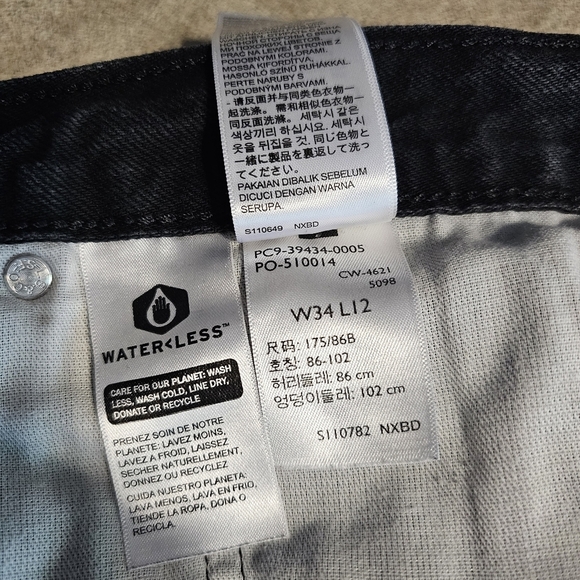 MA POHOŻIX ЦВЕТОВ.
PRAĆ NA LEWEJ STRONIE Z
PODOBNYMI KOLORAMI.
MOSSA KIFORDÍTVA,
HASONLÓ SZÍNŰ RUHÁKKAL.
PERTE NARUBY S
PODOBNÝMI BARVAMI.
- 请反面并与同类色衣物一
起洗涤。需和相似色衣物一
同反面洗涤。세탁시 같은
색상끼리 하십시요. 세탁시
옷을 뒤집을 것. 同じ色物と
一緒に製品を裏返して洗っ
てください。
PAKAIAN DIBALIK SEBELUM
DICUCI DENGAN WARNA
SERUPA.
S110649 NXBD
PC9-39434-0005
PO-510014
CW-4621
5098
W34 L12
尺码: 175/86B
호칭: 86-102
허리둘레: 86 cm
엉덩이둘레: 102 cm
S110782 NXBD
WATER<LESS™
CARE FOR OUR PLANET: WASH
LESS, WASH COLD, LINE DRY,
DONATE OR RECYCLE
PRENEZ SOIN DE NOTRE
PLANETE: LAVEZ MOINS,
LAVEZ A FROID, LAISSEZ
SECHER NATURELLEMENT,
DONNEZ OU RECYCLEZ
CUIDA NUESTRO PLANETA:
LAVA MENOS, LAVA EN FRIO,
TIENDE LA ROPA, DONA O
RECICLA.